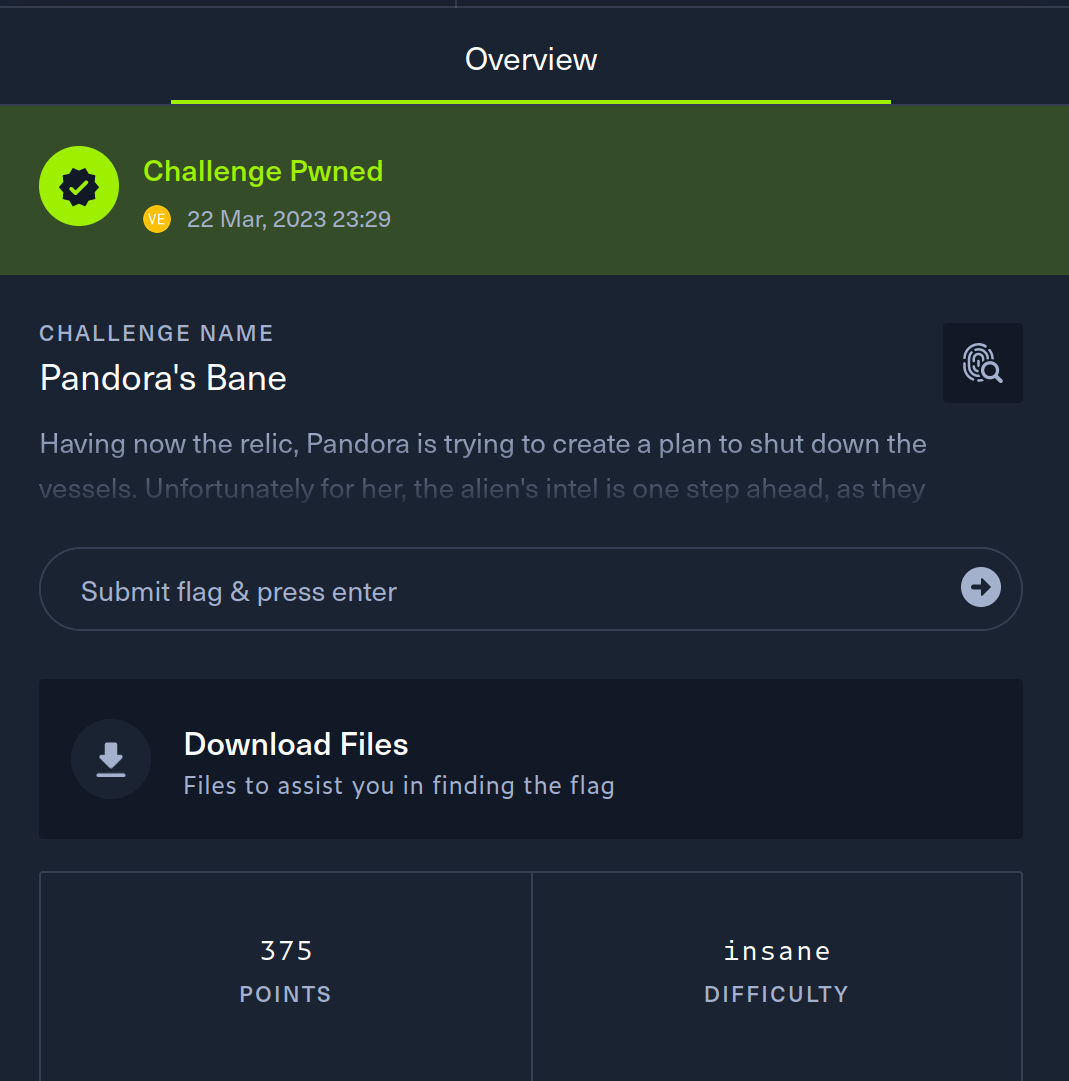 Overview
Challenge Pwned
VE 22 Mar, 2023 23:29
CHALLENGE NAME
Pandora's Bane
Having now the relic, Pandora is trying to create a plan to shut down the
vessels. Unfortunately for her, the alien's intel is one step ahead, as they
Submit flag & press enter
Download Files
Files to assist you in finding the flag
375 insane
POINTS DIFFICULTY